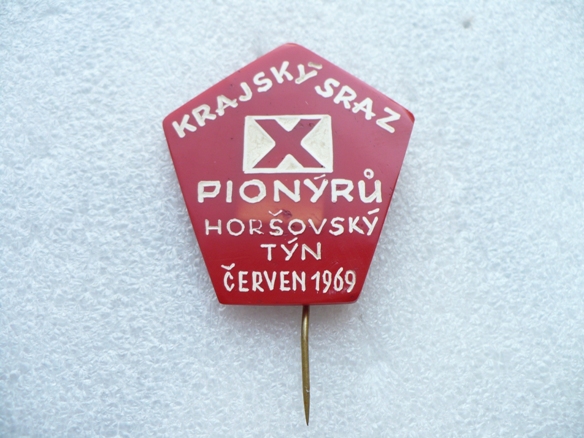 KRAJSKÝ SRAZ
X
PIONÝRŮ
HORŠOVSKÝ
TÝN
ČERVEN 1969